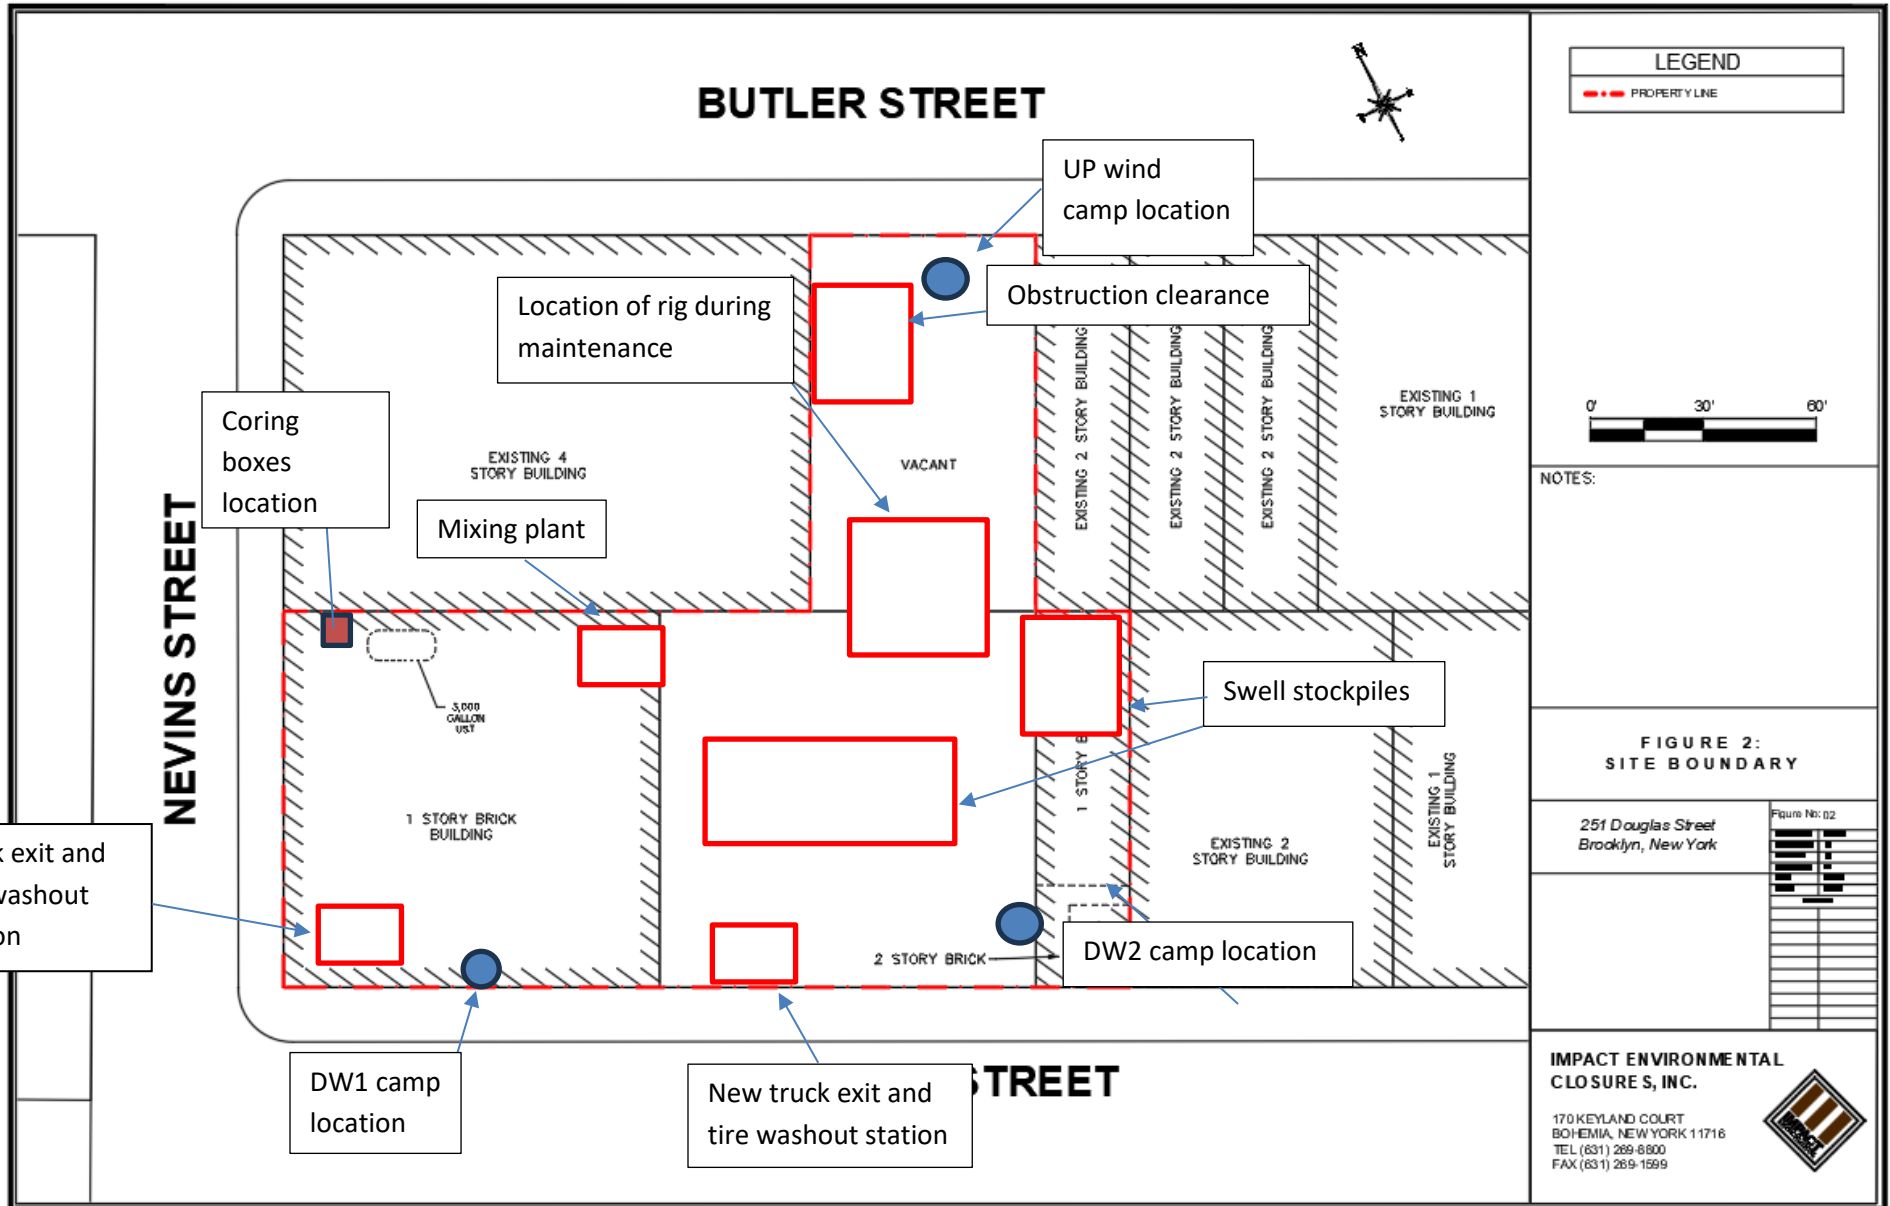 BUTLER STREET
N
LEGEND
PROPERTY LINE
UP wind
camp location
Obstruction clearance
Location of rig during
maintenance
Coring
boxes
location
Mixing plant
EXISTING 4
STORY BUILDING
VACANT
EXISTING 2 STORY BUILDING
EXISTING 2 STORY BUILDING
EXISTING 2 STORY BUILDING
EXISTING 1
STORY BUILDING
0' 30' 60'
NOTES:
NEVINS STREET
GALLON
UST
Swell stockpiles
1 STORY B
1 STORY BRICK
BUILDING
EXISTING 2
STORY BUILDING
EXISTING 1
STORY BUILDING
exit and
washout
on
2 STORY BRICK
DW2 camp location
DW1 camp
location
New truck exit and
tire washout station
STREET
FIGURE 2:
SITE BOUNDARY
251 Douglas Street
Brooklyn, New York
Figure No: 02
IMPACT ENVIRONMENTAL
CLOSURES, INC.
170 KEYLAND COURT
BOHEMIA, NEW YORK 11716
TEL (631) 269-8800
FAX (631) 269-1599
IMPACT